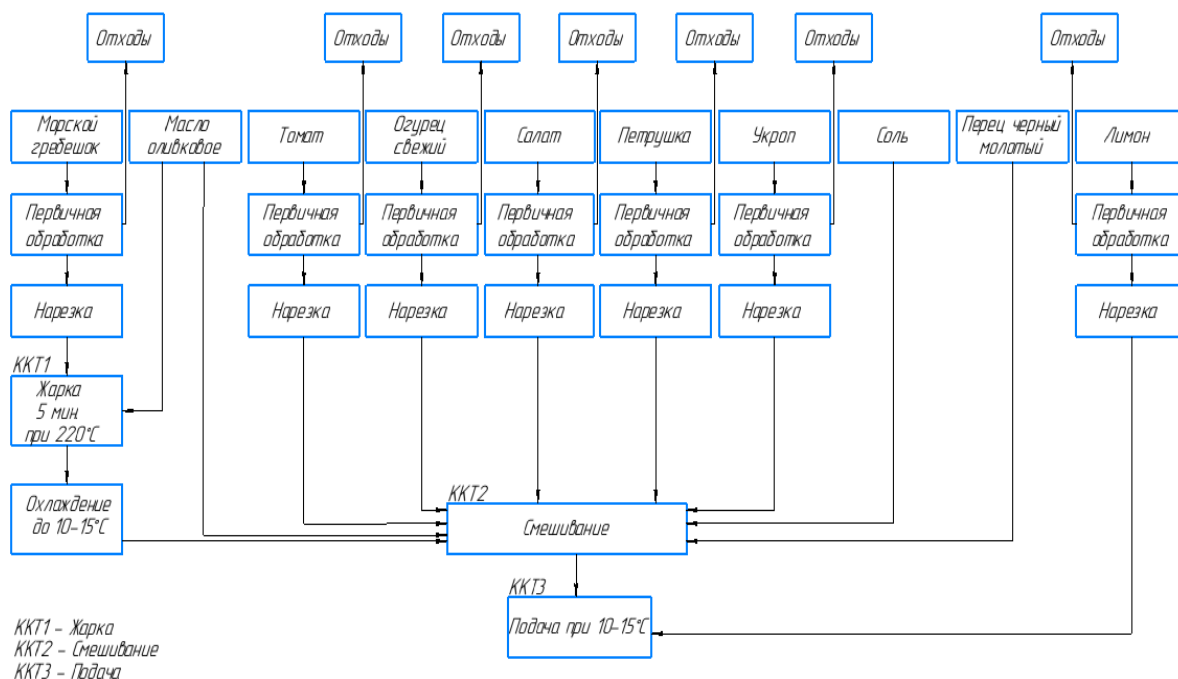 Отходы
Отходы
Отходы
Отходы
Отходы
Отходы
Отходы
Морской
гребешок
Масло
оливковое
Томат
Огурец
свежий
Салат
Петрушка
Укроп
Соль
Перец черный
молотый
Лимон
Первичная
обработка
Первичная
обработка
Первичная
обработка
Первичная
обработка
Первичная
обработка
Первичная
обработка
Первичная
обработка
Нарезка
Нарезка
Нарезка
Нарезка
Нарезка
Нарезка
Нарезка
ККТ1
Жарка
5 мин.
при 220°С
Охлаждение
до 10-15°С
ККТ2
Смешивание
ККТ3
Подача при 10-15°С
ККТ1 - Жарка
ККТ2 - Смешивание
ККТ3 - Подача